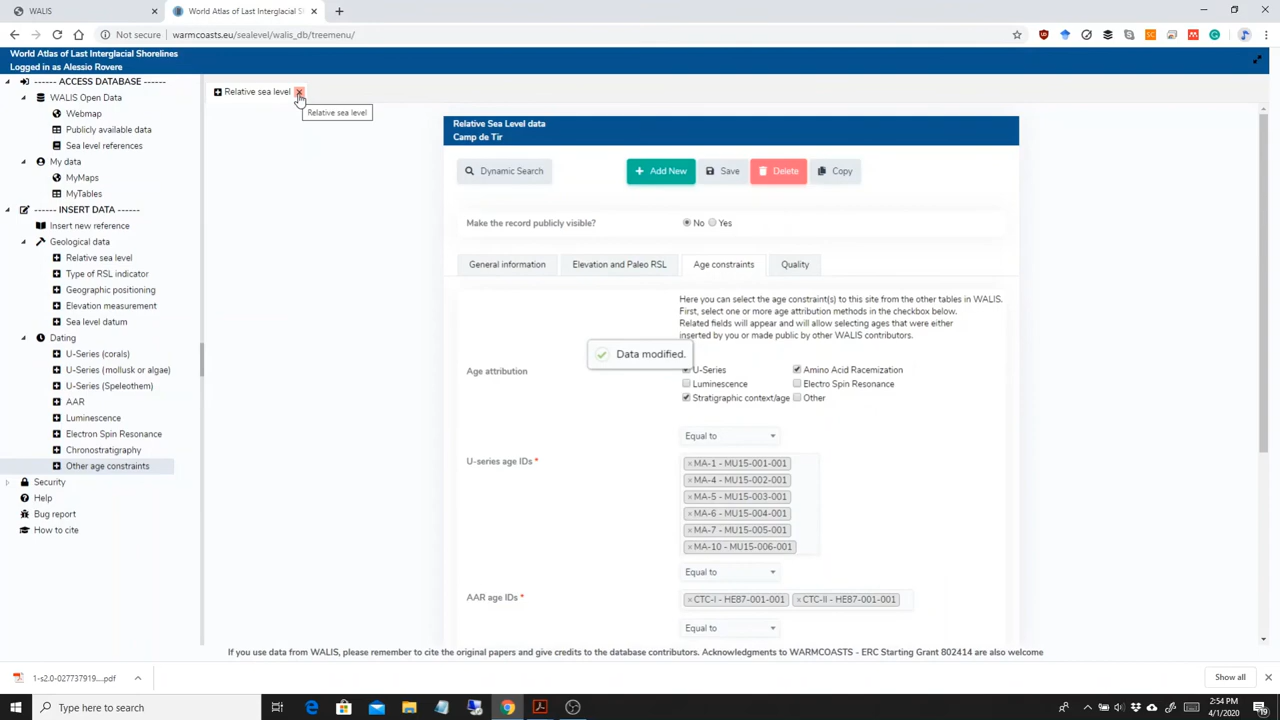 WALIS
World Atlas of Last Interglacial S
Not secure
warmcoasts.eu/sealevel/walis_db/treemenu/
World Atlas of Last Interglacial Shorelines
Logged in as Alessio Rovere
------ ACCESS DATABASE ------
WALIS Open Data
Webmap
Publicly available data
Sea level references
My data
MyMaps
MyTables
------ INSERT DATA ------
Insert new reference
Geological data
Relative sea level
Type of RSL indicator
Geographic positioning
Elevation measurement
Sea level datum
Dating
U-Series (corals)
U-Series (mollusk or algae)
U-Series (Speleothem)
AAR
Luminescence
Electron Spin Resonance
Chronostratigraphy
Other age constraints
Security
Help
Bug report
How to cite
Relative sea level
Relative sea level
Relative Sea Level data
Camp de Tir
Dynamic Search
Add New
Save
Delete
Copy
Make the record publicly visible?
No Yes
General information
Elevation and Paleo RSL
Age constraints
Quality
Here you can select the age constraint(s) to this site from the other tables in WALIS.
First, select one or more age attribution methods in the checkbox below.
Related fields will appear and will allow selecting ages that were either
inserted by you or made public by other WALIS contributors.
Data modified.
Age attribution
U-Series
Amino Acid Racemization
Luminescence
Electro Spin Resonance
Stratigraphic context/age
Other
Equal to
U-series age IDs *
×MA-1 - MU15-001-001
×MA-4 - MU15-002-001
×MA-5 - MU15-003-001
×MA-6 - MU15-004-001
×MA-7 - MU15-005-001
×MA-10 - MU15-006-001
Equal to
AAR age IDs *
×CTC-I - HE87-001-001 ×CTC-II - HE87-001-001
Equal to
If you use data from WALIS, please remember to cite the original papers and give credits to the database contributors. Acknowledgments to WARMCOASTS - ERC Starting Grant 802414 are also welcome
1-s2.0-027737919....pdf
Show all
Type here to search
2:54 PM
4/1/2020
19